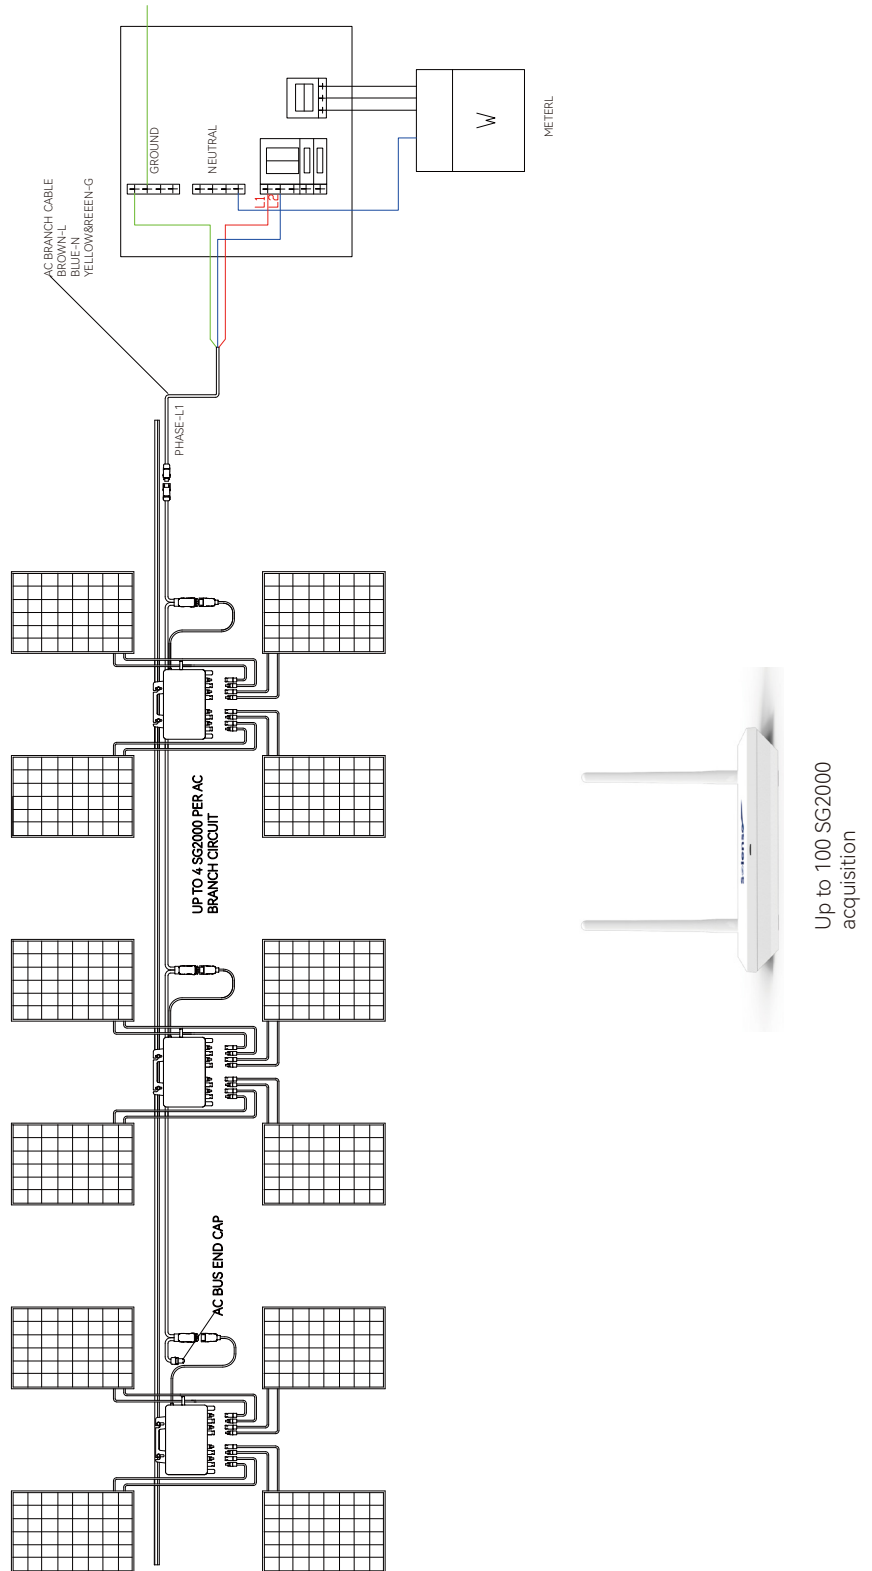 AC BRANCH CABLE
BROWN-L
BLUE-N
YELLOW&REEEN-G
GROUND
NEUTRAL
L1
L2
W
METERL
PHASE-L1
UP TO 4 SG2000 PER AC
BRANCH CIRCUIT
AC BUS END CAP
Up to 100 SG2000
acquisition